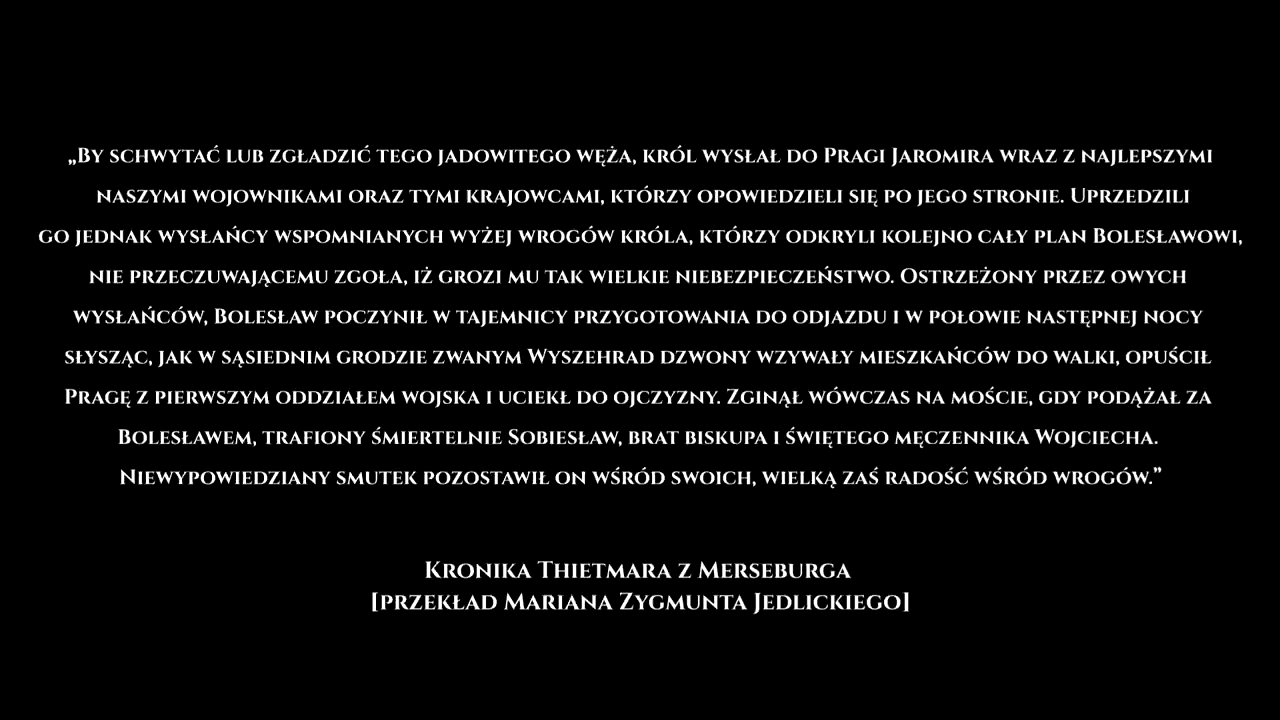 „By schwytać lub zgładzić tego jadowitego węża, król wysłał do Pragi Jaromira wraz z najlepszymi
naszymi wojownikami oraz tymi krajowcami, którzy opowiedzieli się po jego stronie. Uprzedzili
go jednak wysłańcy wspomnianych wyżej wrogów króla, którzy odkryli kolejno cały plan Bolesławowi,
nie przeczuwającemu zgoła, iż grozi mu tak wielkie niebezpieczeństwo. Ostrzeżony przez owych
wysłańców, Bolesław poczynił w tajemnicy przygotowania do odjazdu i w połowie następnej nocy
słysząc, jak w sąsiednim grodzie zwanym Wyszehrad dzwony wzywały mieszkańców do walki, opuścił
Pragę z pierwszym oddziałem wojska i uciekł do ojczyzny. Zginął wówczas na moście, gdy podążał za
Bolesławem, trafiony śmiertelnie Sobiesław, brat biskupa i świętego męczennika Wojciecha.
Niewypowiedziany smutek pozostawił on wśród swoich, wielką zaś radość wśród wrogów.”
Kronika Thietmara z Merseburga
[przekład Mariana Zygmunta Jedlickiego]